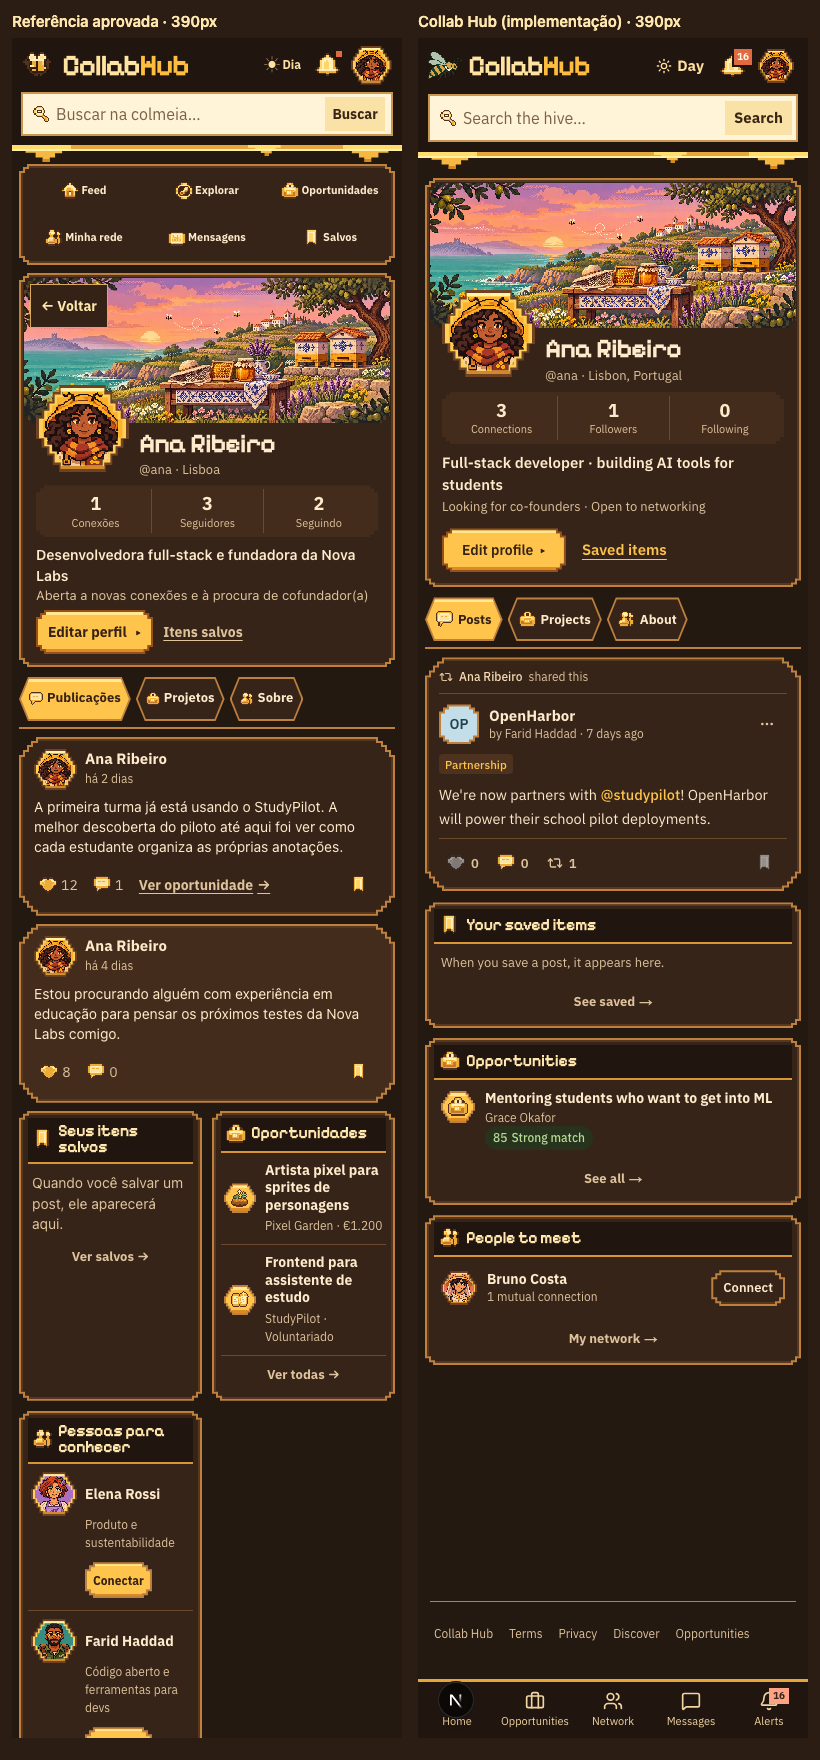 Referência aprovada · 390px
CollabHub
Dia
Buscar na colmeia...
Buscar
Feed
Explorar
Oportunidades
Minha rede
Mensagens
Salvos
← Voltar
Ana Ribeiro
@ana · Lisboa
1
3
2
Conexões
Seguidores
Seguindo
Desenvolvedora full-stack e fundadora da Nova
Labs
Aberta a novas conexões e à procura de cofundador(a)
Editar perfil ▸
Itens salvos
Publicações
Projetos
Sobre
Ana Ribeiro
há 2 dias
A primeira turma já está usando o StudyPilot. A
melhor descoberta do piloto até aqui foi ver como
cada estudante organiza as próprias anotações.
12
1
Ver oportunidade →
Ana Ribeiro
há 4 dias
Estou procurando alguém com experiência em
educação para pensar os próximos testes da Nova
Labs comigo.
8
0
Seus itens
salvos
Quando você salvar um
post, ele aparecerá
aqui.
Ver salvos →
Oportunidades
Artista pixel para
sprites de
personagens
Pixel Garden · €1.200
Frontend para
assistente de
estudo
StudyPilot ·
Voluntariado
Ver todas →
Pessoas para
conhecer
Elena Rossi
Produto e
sustentabilidade
Conectar
Farid Haddad
Código aberto e
ferramentas para
devs
Collab Hub (implementação) · 390px
CollabHub
Day
16
Search the hive...
Search
Ana Ribeiro
@ana · Lisbon, Portugal
3
1
0
Connections
Followers
Following
Full-stack developer · building AI tools for
students
Looking for co-founders · Open to networking
Edit profile ▸
Saved items
Posts
Projects
About
Ana Ribeiro shared this
OP
OpenHarbor
by Farid Haddad · 7 days ago
...
Partnership
We're now partners with @studypilot! OpenHarbor
will power their school pilot deployments.
0
0
1
Your saved items
When you save a post, it appears here.
See saved →
Opportunities
Mentoring students who want to get into ML
Grace Okafor
85 Strong match
See all →
People to meet
Bruno Costa
1 mutual connection
Connect
My network →
Collab Hub
Terms
Privacy
Discover
Opportunities
N
16
Home
Opportunities
Network
Messages
Alerts